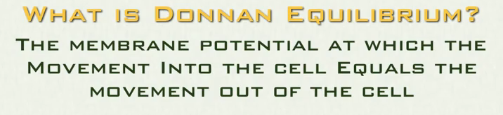 What is Donnan Equilibrium?
The membrane potential at which the
Movement Into the cell Equals the
movement out of the cell